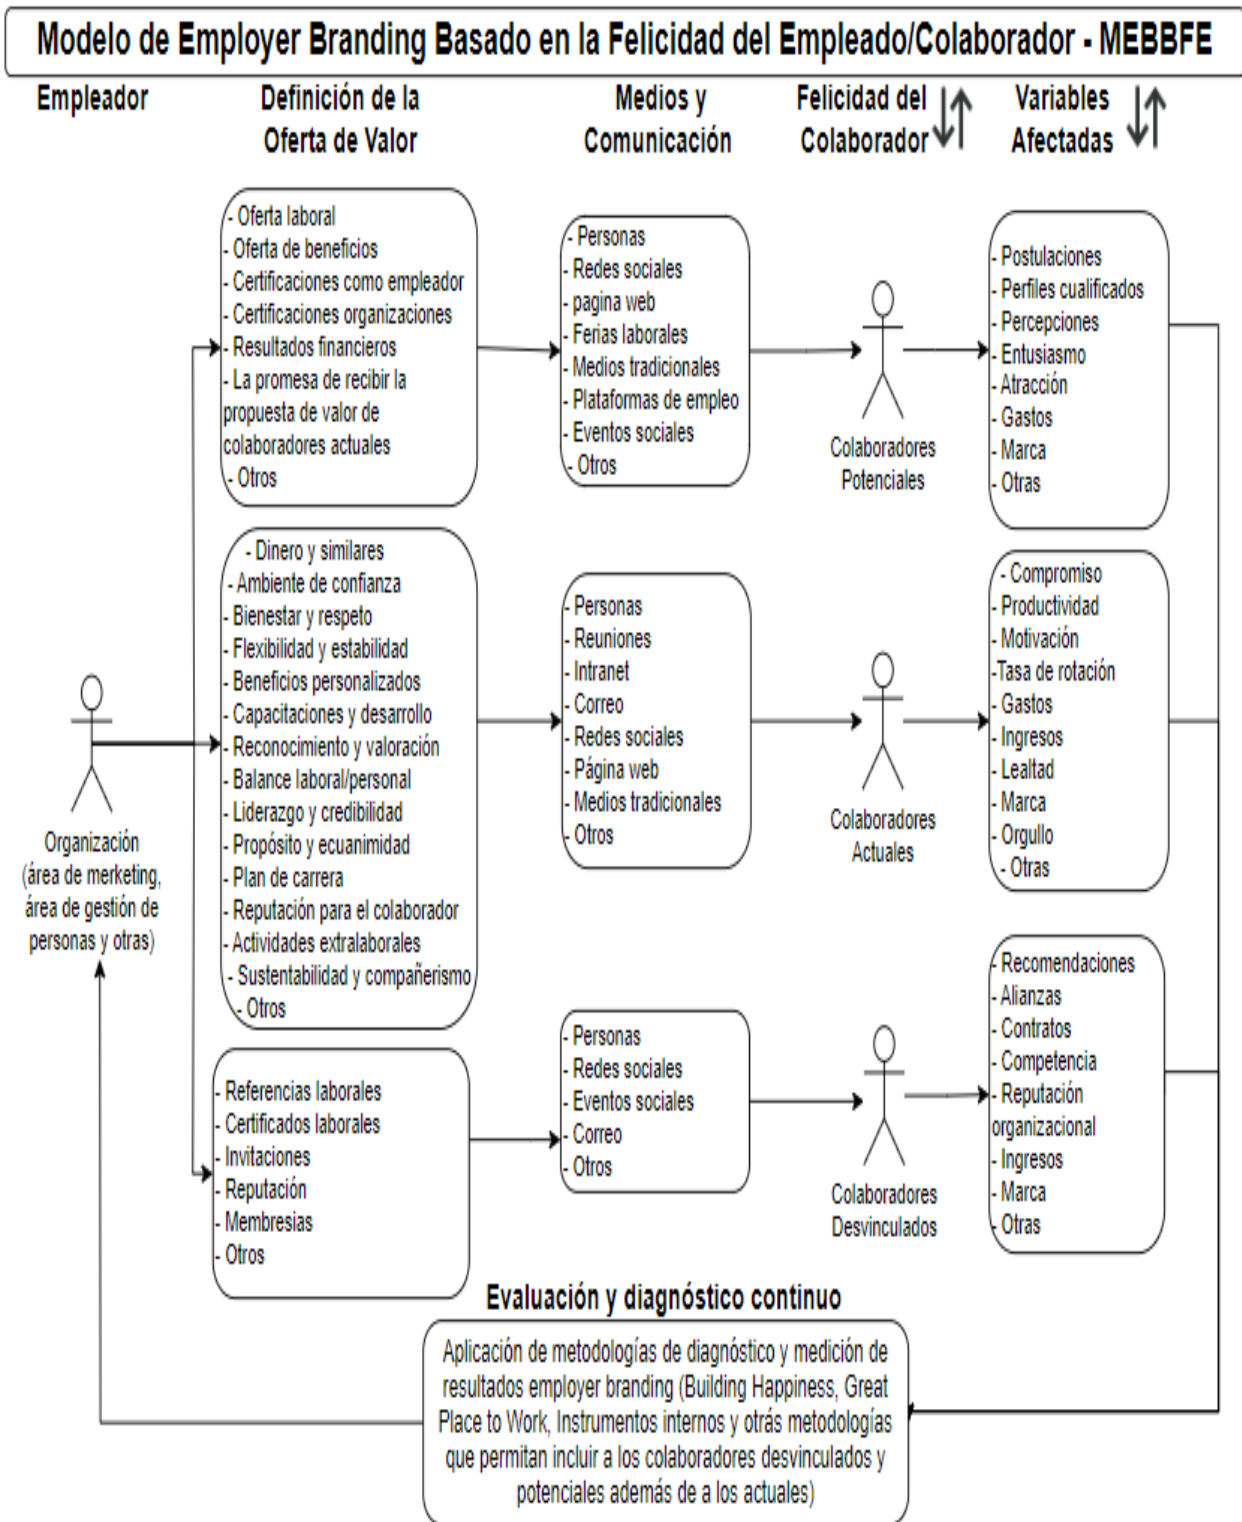 Modelo de Employer Branding Basado en la Felicidad del Empleado/Colaborador - MEBBFE
Empleador
Definición de la
Oferta de Valor
Medios y
Comunicación
Felicidad del
Colaborador
Variables
Afectadas
- Oferta laboral
- Oferta de beneficios
- Certificaciones como empleador
- Certificaciones organizaciones
- Resultados financieros
- La promesa de recibir la
propuesta de valor de
colaboradores actuales
- Otros
- Personas
- Redes sociales
- pagina web
- Ferias laborales
- Medios tradicionales
- Plataformas de empleo
- Eventos sociales
- Otros
Colaboradores
Potenciales
- Postulaciones
- Perfiles cualificados
- Percepciones
- Entusiasmo
- Atracción
- Gastos
- Marca
- Otras
Organización
(área de merketing,
área de gestión de
personas y otras)
- Dinero y similares
- Ambiente de confianza
- Bienestar y respeto
- Flexibilidad y estabilidad
- Beneficios personalizados
- Capacitaciones y desarrollo
- Reconocimiento y valoración
- Balance laboral/personal
- Liderazgo y credibilidad
- Propósito y ecuanimidad
- Plan de carrera
- Reputación para el colaborador
- Actividades extralaborales
- Sustentabilidad y compañerismo
- Otros
- Personas
- Reuniones
- Intranet
- Correo
- Redes sociales
- Página web
- Medios tradicionales
- Otros
Colaboradores
Actuales
- Compromiso
- Productividad
- Motivación
-Tasa de rotación
- Gastos
- Ingresos
- Lealtad
- Marca
- Orgullo
- Otras
- Referencias laborales
- Certificados laborales
- Invitaciones
- Reputación
- Membresias
- Otros
- Personas
- Redes sociales
- Eventos sociales
- Correo
- Otros
Colaboradores
Desvinculados
- Recomendaciones
- Alianzas
- Contratos
- Competencia
- Reputación
organizacional
- Ingresos
- Marca
- Otras
Evaluación y diagnóstico continuo
Aplicación de metodologías de diagnóstico y medición de
resultados employer branding (Building Happiness, Great
Place to Work, Instrumentos internos y otrás metodologías
que permitan incluir a los colaboradores desvinculados y
potenciales además de a los actuales)